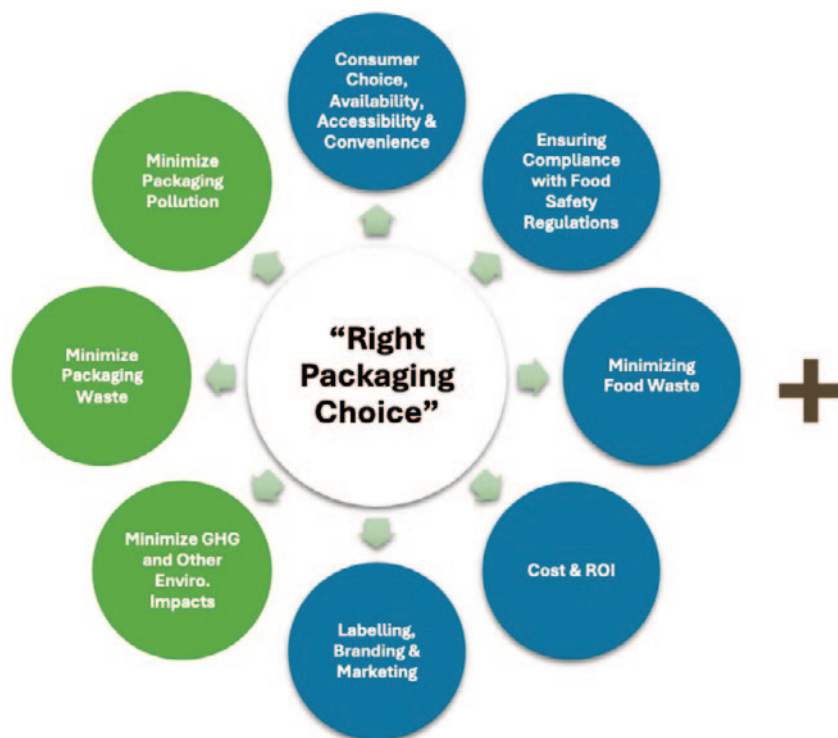 Consumer
Choice,
Availability,
Accessibility &
Convenience
Ensuring
Compliance
with Food
Safety
Regulations
Minimizing
Food Waste
Cost & ROI
Labelling,
Branding &
Marketing
Minimize GHG
and Other
Enviro.
Impacts
Minimize
Packaging
Waste
Minimize
Packaging
Pollution
“Right
Packaging
Choice”
+